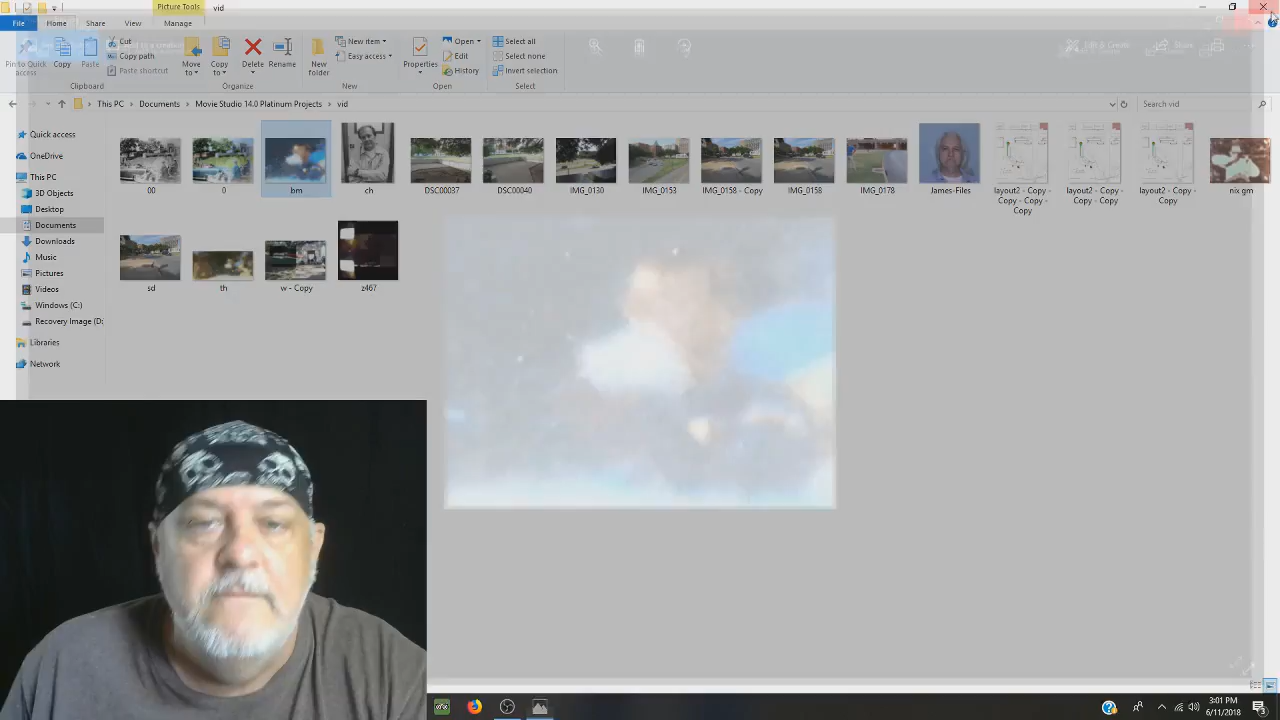 Picture Tools vid
File Home Share View Manage
Pin to Quick access
Copy
Paste
Cut
Copy path
Paste shortcut
Move to
Copy to
Delete
Rename
New folder
New item
Easy access
Properties
Open
Edit
History
Select all
Select none
Invert selection
Edit & Create
Share
Clipboard Organize New Open Select
This PC Documents Movie Studio 14.0 Platinum Projects vid
Search vid
Quick access
OneDrive
This PC
3D Objects
Desktop
Documents
Downloads
Music
Pictures
Videos
Windows (C:)
Recovery Image (D:
Libraries
Network
00 0 bm ch DSC00037 DSC00040 IMG_0130 IMG_0153 IMG_0158 - Copy IMG_0158 IMG_0178 James-Files
layout2 - Copy - Copy - Copy - Copy
layout2 - Copy - Copy - Copy
layout2 - Copy - Copy
nix gm
sd th w - Copy z467
3:01 PM
6/11/2018